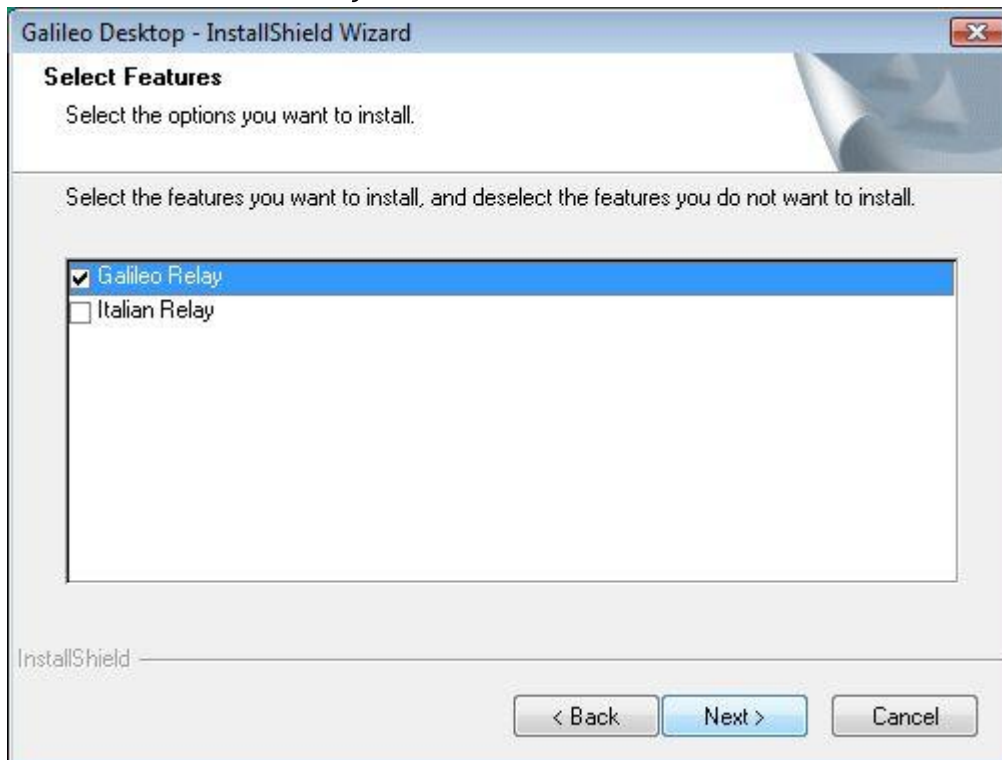 Galileo Desktop - InstallShield Wizard
Select Features
Select the options you want to install.
Select the features you want to install, and deselect the features you do not want to install.
Galileo Relay
Italian Relay
InstallShield
< Back Next > Cancel